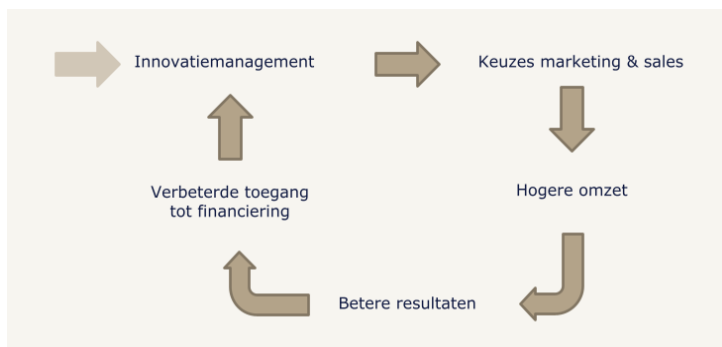 Innovatiemanagement
Keuzes marketing & sales
Verbeterde toegang
tot financiering
Hogere omzet
Betere resultaten